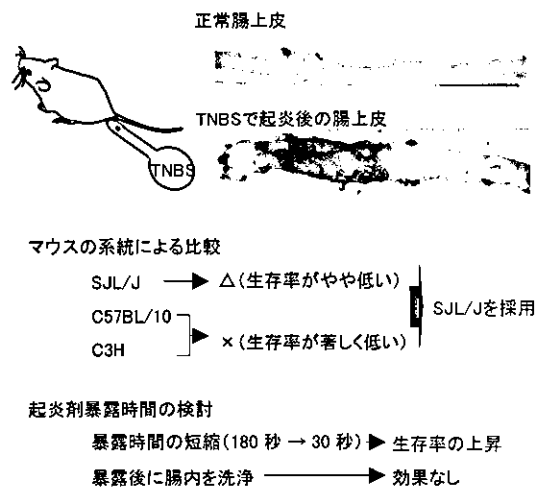 正常腸上皮
TNBSで起炎後の腸上皮
TNBS
マウスの系統による比較
SJL/J → △(生存率がやや低い)
C57BL/10
C3H
×(生存率が著しく低い)
SJL/Jを採用
起炎剤暴露時間の検討
暴露時間の短縮(180 秒 → 30 秒) → 生存率の上昇
暴露後に腸内を洗浄 → 効果なし